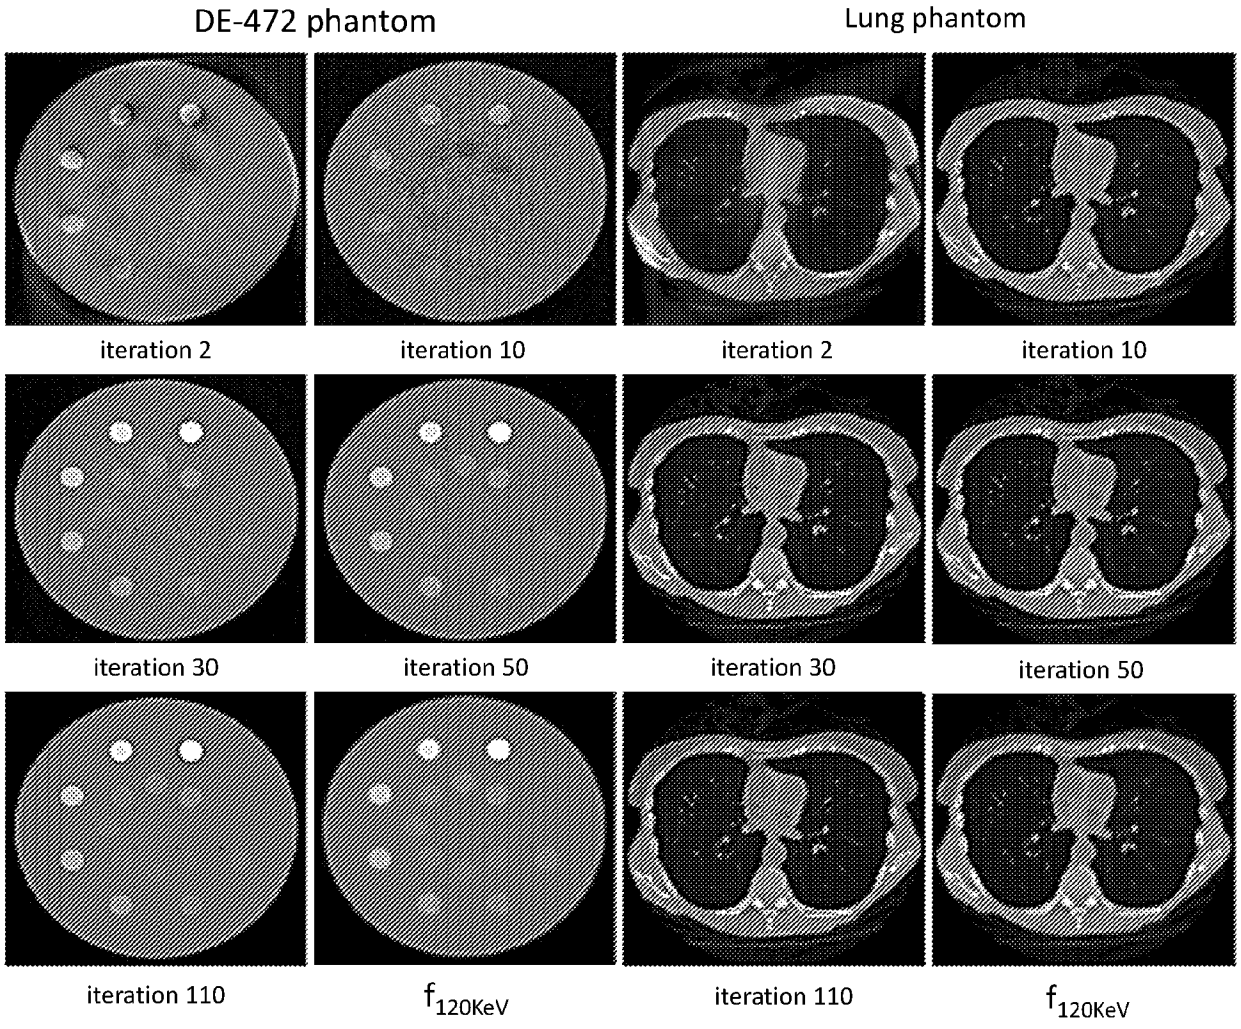 DE-472 phantom
Lung phantom
iteration 2
iteration 10
iteration 2
iteration 10
iteration 30
iteration 50
iteration 30
iteration 50
iteration 110
f120KeV
iteration 110
f120KeV